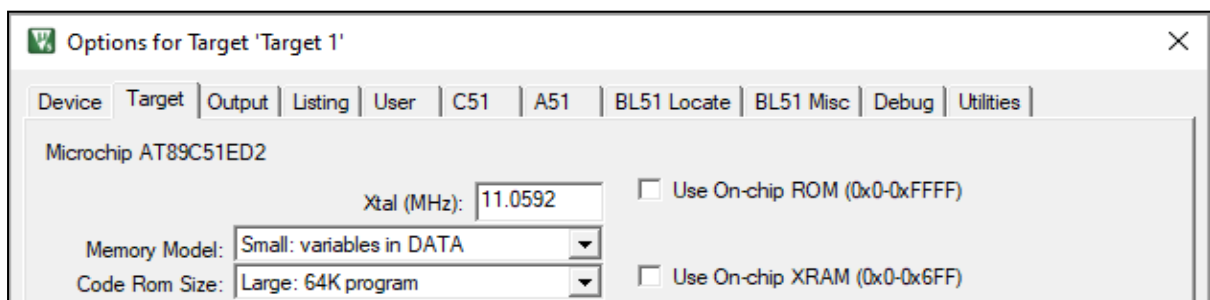 Options for Target 'Target 1'
Device Target Output Listing User C51 A51 BL51 Locate BL51 Misc Debug Utilities
Microchip AT89C51ED2
Xtal (MHz): 11.0592 Use On-chip ROM (0x0-0xFFFF)
Memory Model: Small: variables in DATA
Code Rom Size: Large: 64K program Use On-chip XRAM (0x0-0x6FF)